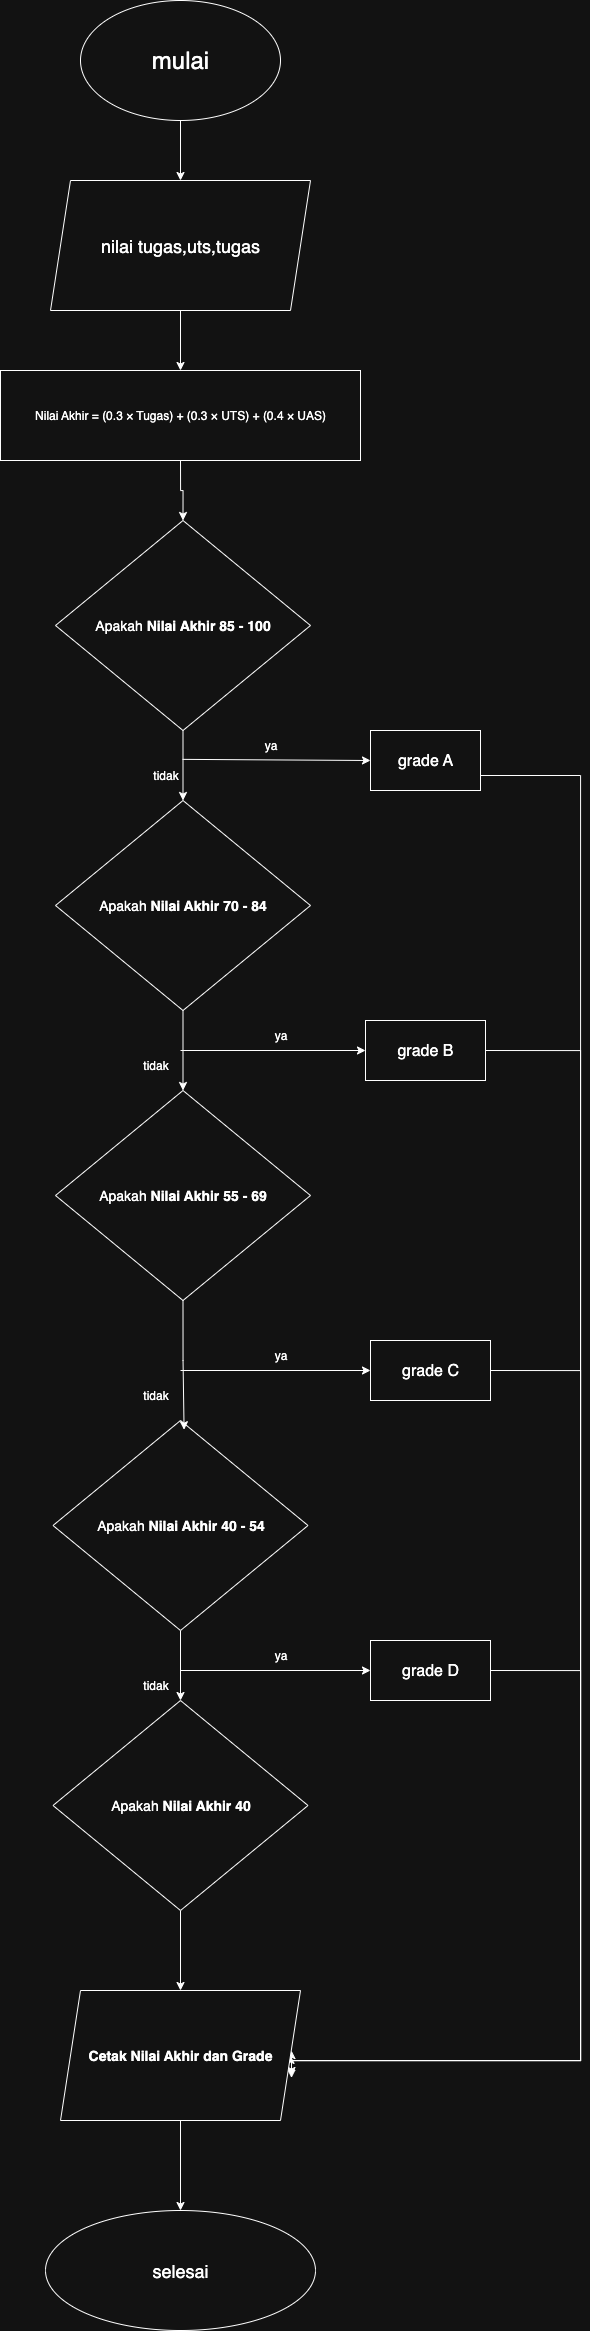 mulai
nilai tugas,uts,tugas
Nilai Akhir = (0.3 × Tugas) + (0.3 × UTS) + (0.4 × UAS)
Apakah Nilai Akhir 85 - 100
ya
grade A
tidak
Apakah Nilai Akhir 70 - 84
ya
grade B
tidak
Apakah Nilai Akhir 55 - 69
ya
grade C
tidak
Apakah Nilai Akhir 40 - 54
ya
grade D
tidak
Apakah Nilai Akhir 40
Cetak Nilai Akhir dan Grade
selesai